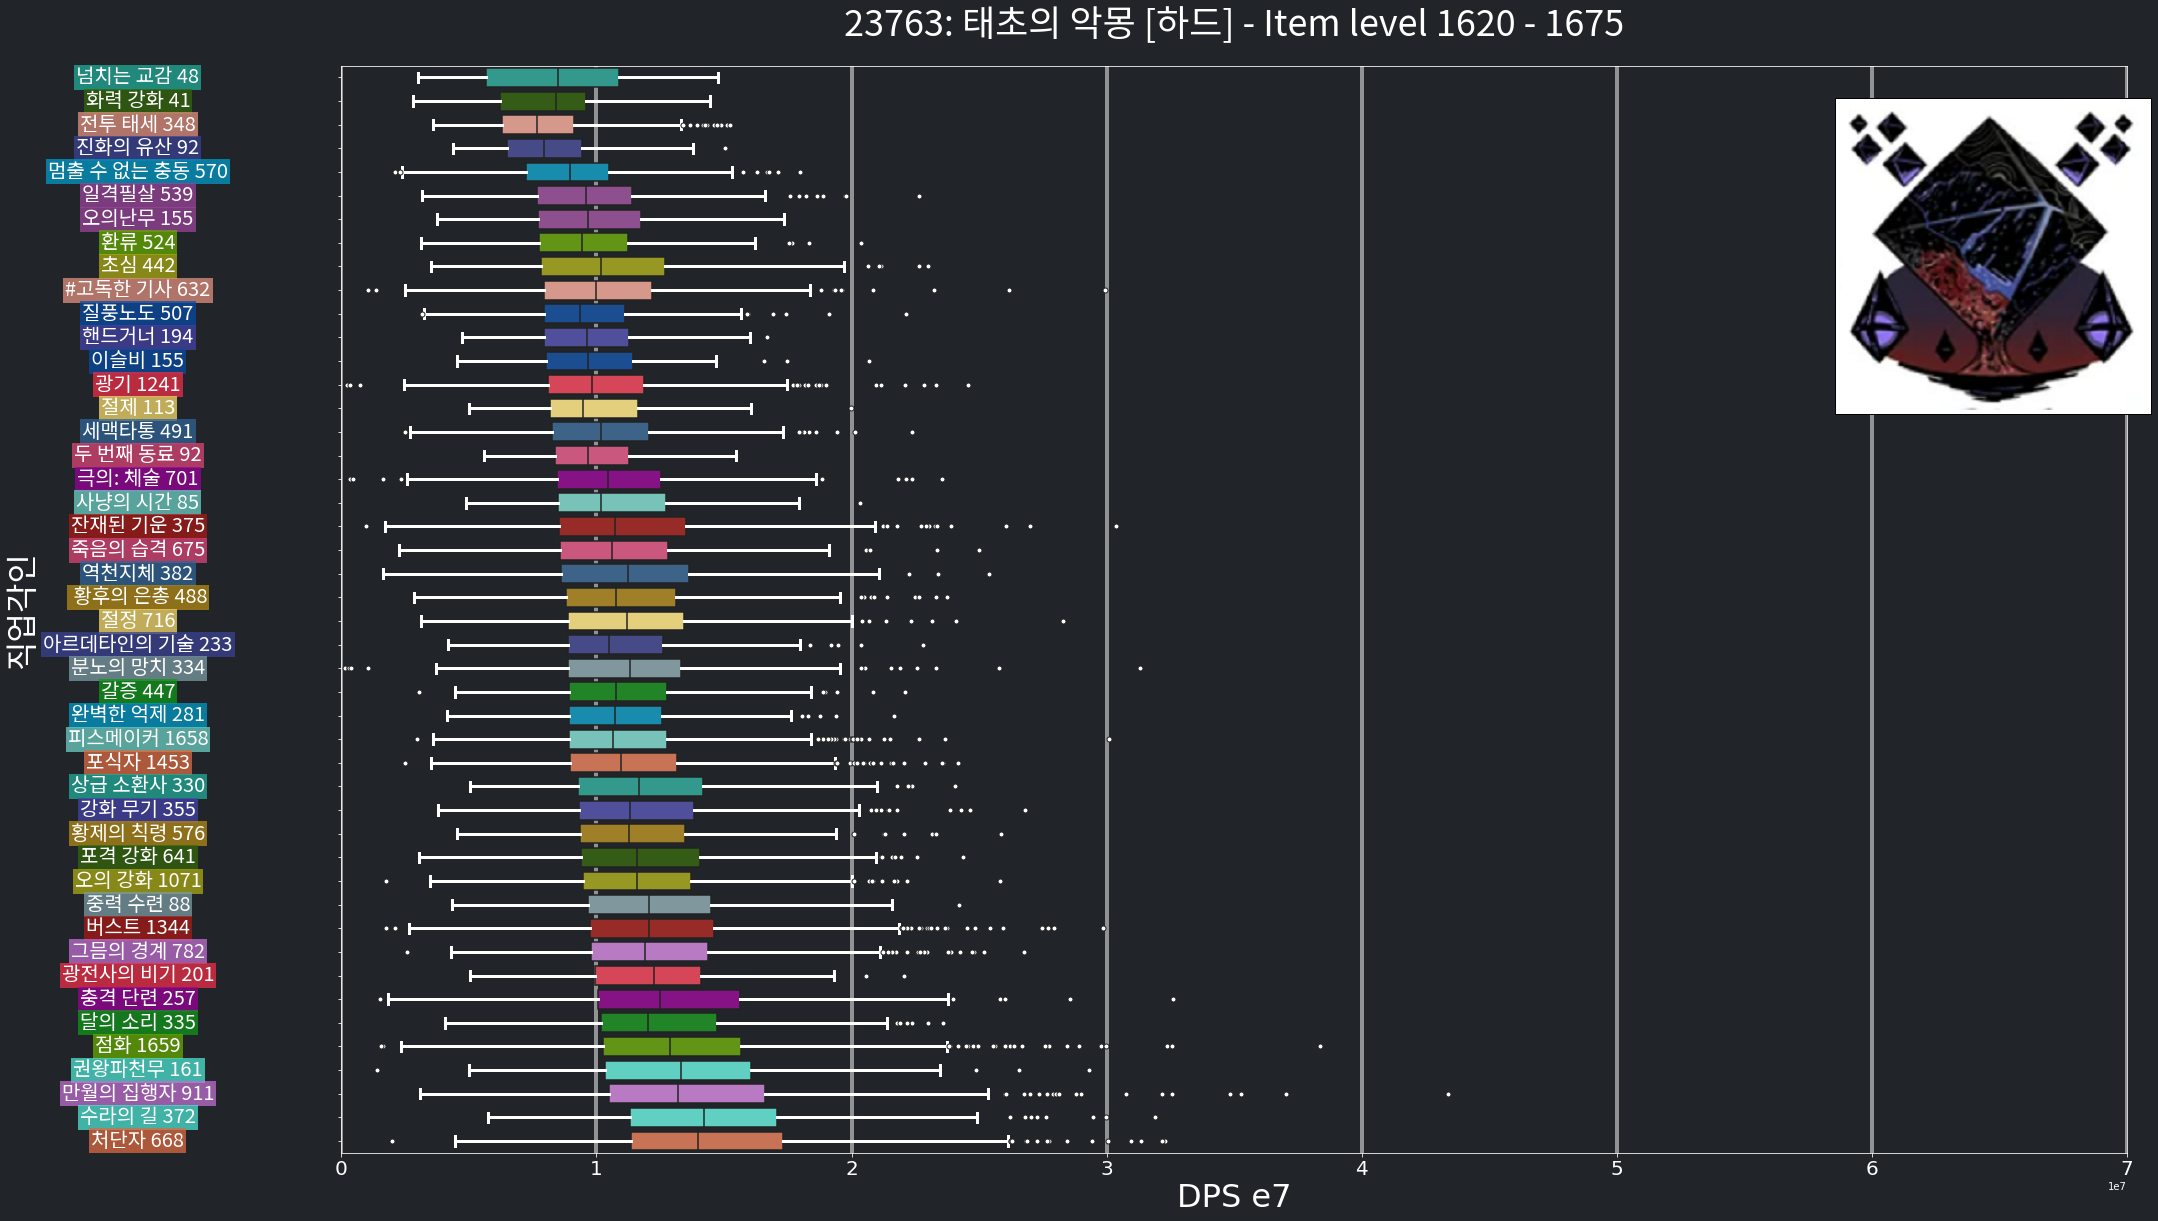 23763: 태초의 악몽 [하드] - Item level 1620 - 1675
넘치는 교감 48
화력 강화 41
전투 태세 348
진화의 유산 92
멈출 수 없는 충동 570
일격필살 539
오의난무 155
환류 524
초심 442
#고독한 기사 632
질풍노도 507
핸드거너 194
이슬비 155
광기 1241
절제 113
세맥타통 491
두 번째 동료 92
극의: 체술 701
사냥의 시간 85
잔재된 기운 375
죽음의 습격 675
역천지체 382
황후의 은총 488
절정 716
아르데타인의 기술 233
분노의 망치 334
갈증 447
완벽한 억제 281
피스메이커 1658
포식자 1453
상급 소환사 330
강화 무기 355
황제의 칙령 576
포격 강화 641
오의 강화 1071
중력 수련 88
버스트 1344
그믐의 경계 782
광전사의 비기 201
충격 단련 257
달의 소리 335
점화 1659
권왕파천무 161
만월의 집행자 911
수라의 길 372
처단자 668
직업각인
0 1 2 3 4 5 6 7
1e7
DPS e7